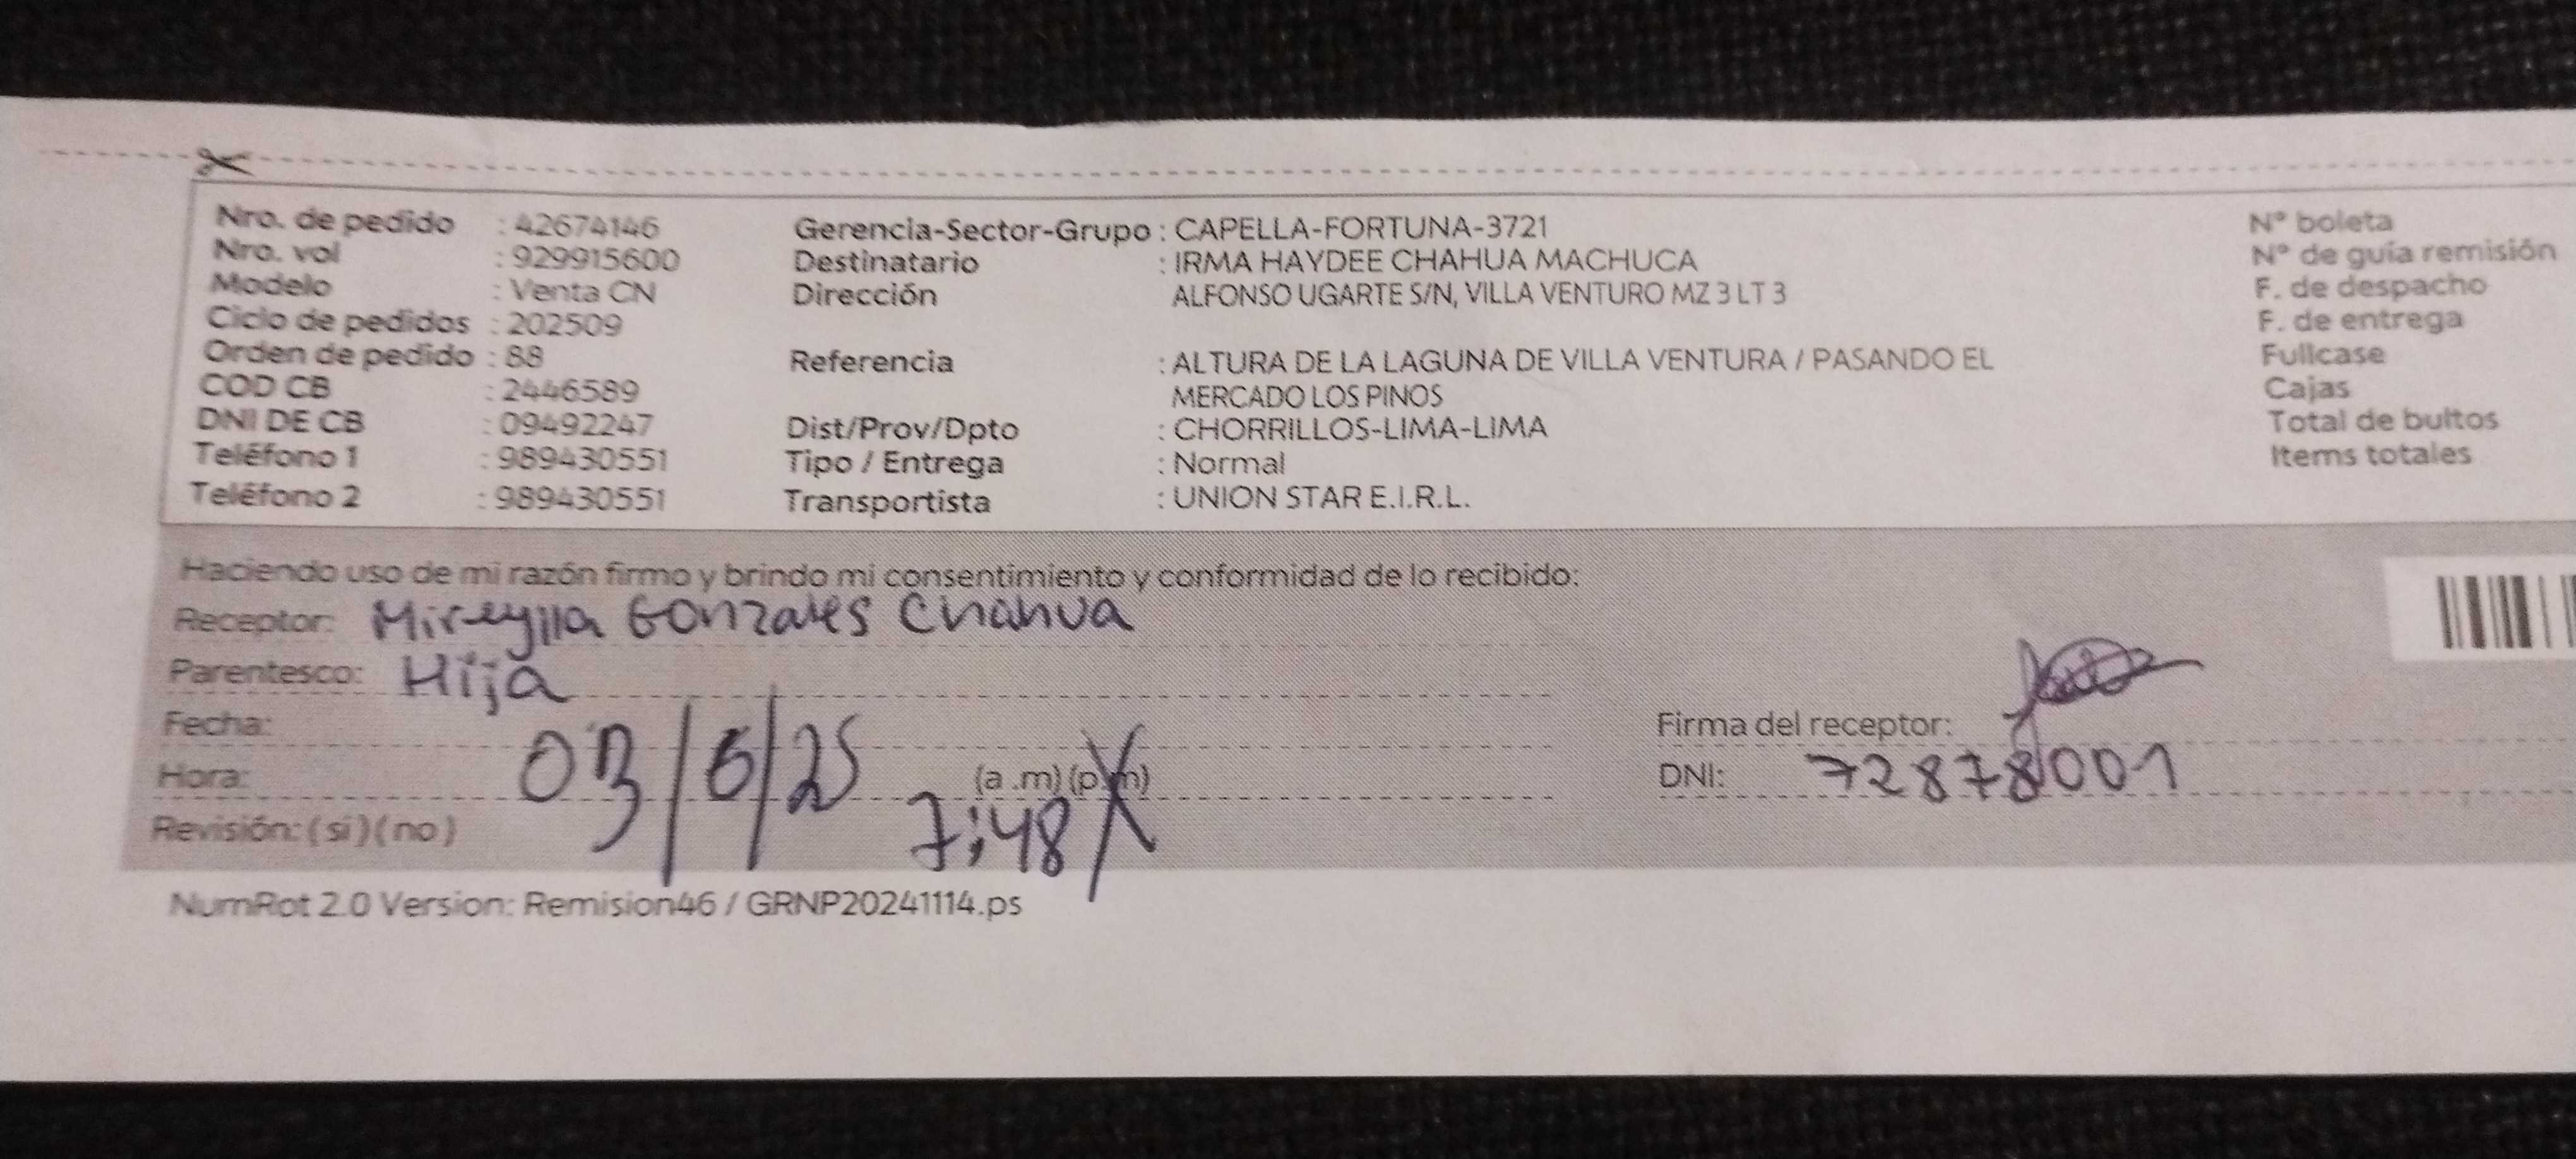 Nro. de pedido : 42674146
Nro. vol : 929915600
Modelo : Venta CN
Ciclo de pedidos : 202509
Orden de pedido : 88
COD CB : 2446589
DNI DE CB : 09492247
Teléfono 1 : 989430551
Teléfono 2 : 989430551
Gerencia-Sector-Grupo : CAPELLA-FORTUNA-3721
Destinatario : IRMA HAYDEE CHAHUA MACHUCA
Dirección ALFONSO UGARTE S/N, VILLA VENTURO MZ 3 LT 3
Referencia : ALTURA DE LA LAGUNA DE VILLA VENTURA / PASANDO EL
MERCADO LOS PINOS
Dist/Prov/Dpto : CHORRILLOS-LIMA-LIMA
Tipo / Entrega : Normal
Transportista : UNION STAR E.I.R.L.
N° boleta
N° de guía remisión
F. de despacho
F. de entrega
Fullcase
Cajas
Total de bultos
Items totales
Haciendo uso de mi razón firmo y brindo mi consentimiento y conformidad de lo recibido:
Receptor: Mireylla Gonzales Chahua
Parentesco: Hija
Fecha: 03/6/25
Hora: 7:48 (a .m) (p.m)
Revisión: ( si ) ( no )
Firma del receptor:
DNI: 72878001
NumRot 2.0 Version: Remision46 / GRNP20241114.ps